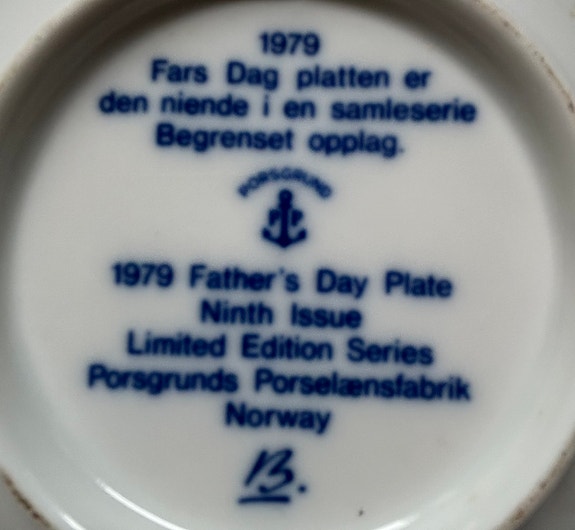 1979
Fars Dag platten er
den niende i en samleserie
Begrenset opplag.
PORSGRUND
1979 Father's Day Plate
Ninth Issue
Limited Edition Series
Porsgrunds Porselænsfabrik
Norway
B.